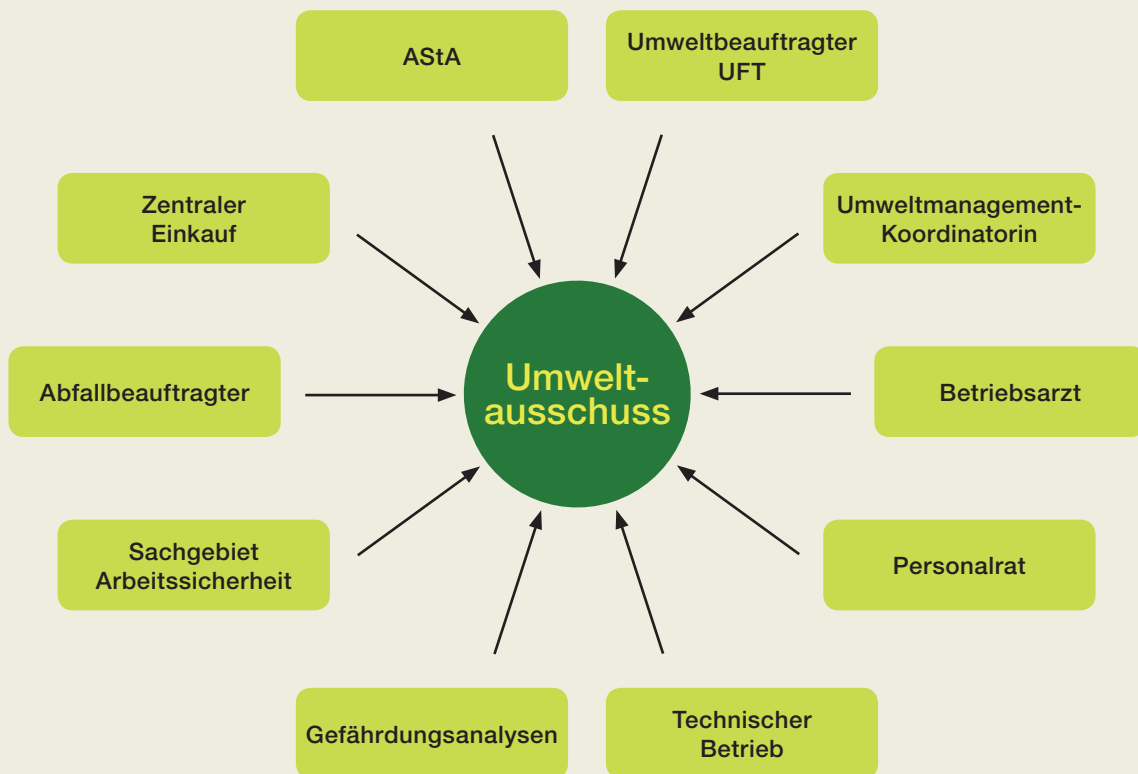 AStA
Umweltbeauftragter
UFT
Zentraler
Einkauf
Umweltmanagement-
Koordinatorin
Abfallbeauftragter
Umwelt-
ausschuss
Betriebsarzt
Sachgebiet
Arbeitssicherheit
Personalrat
Gefährdungsanalysen
Technischer
Betrieb